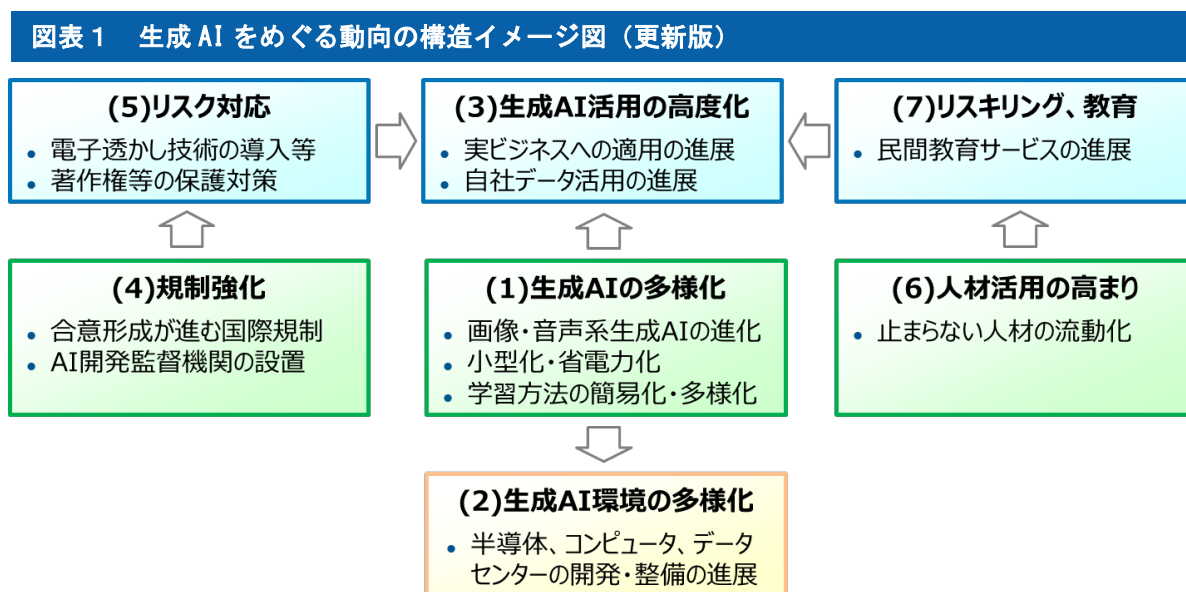 図表1 生成AIをめぐる動向の構造イメージ図（更新版）
(5)リスク対応
• 電子透かし技術の導入等
• 著作権等の保護対策
(3)生成AI活用の高度化
• 実ビジネスへの適用の進展
• 自社データ活用の進展
(7)リスキリング、教育
• 民間教育サービスの進展
(4)規制強化
• 合意形成が進む国際規制
• AI開発監督機関の設置
(1)生成AIの多様化
• 画像・音声系生成AIの進化
• 小型化・省電力化
• 学習方法の簡易化・多様化
(6)人材活用の高まり
• 止まらない人材の流動化
(2)生成AI環境の多様化
• 半導体、コンピュータ、データ
センターの開発・整備の進展